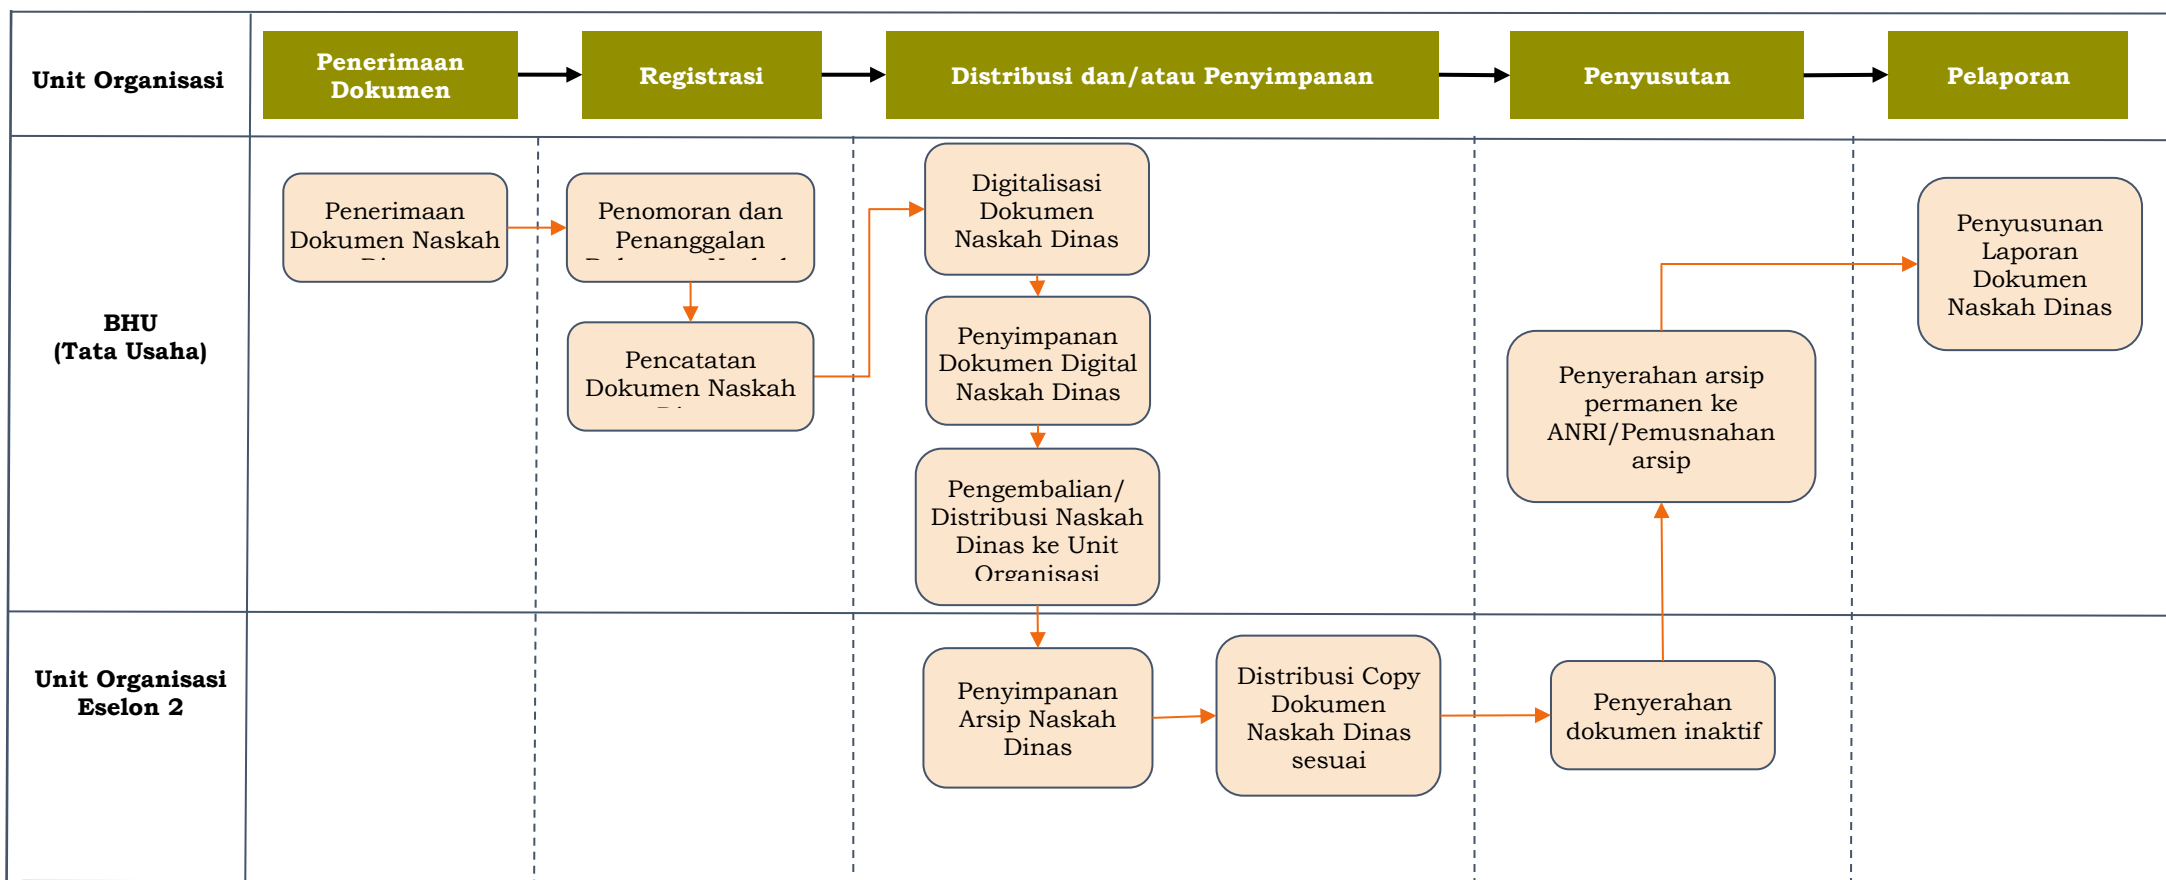 Unit Organisasi
Penerimaan
Dokumen
Registrasi
Distribusi dan/atau Penyimpanan
Penyusutan
Pelaporan
BHU
(Tata Usaha)
Penerimaan
Dokumen Naskah
Penomoran dan
Penanggalan
Pencatatan
Dokumen Naskah
Digitalisasi
Dokumen
Naskah Dinas
Penyimpanan
Dokumen Digital
Naskah Dinas
Pengembalian/
Distribusi Naskah
Dinas ke Unit
Organisasi
Penyerahan arsip
permanen ke
ANRI/Pemusnahan
arsip
Penyusunan
Laporan
Dokumen
Naskah Dinas
Unit Organisasi
Eselon 2
Penyimpanan
Arsip Naskah
Dinas
Distribusi Copy
Dokumen
Naskah Dinas
sesuai
Penyerahan
dokumen inaktif